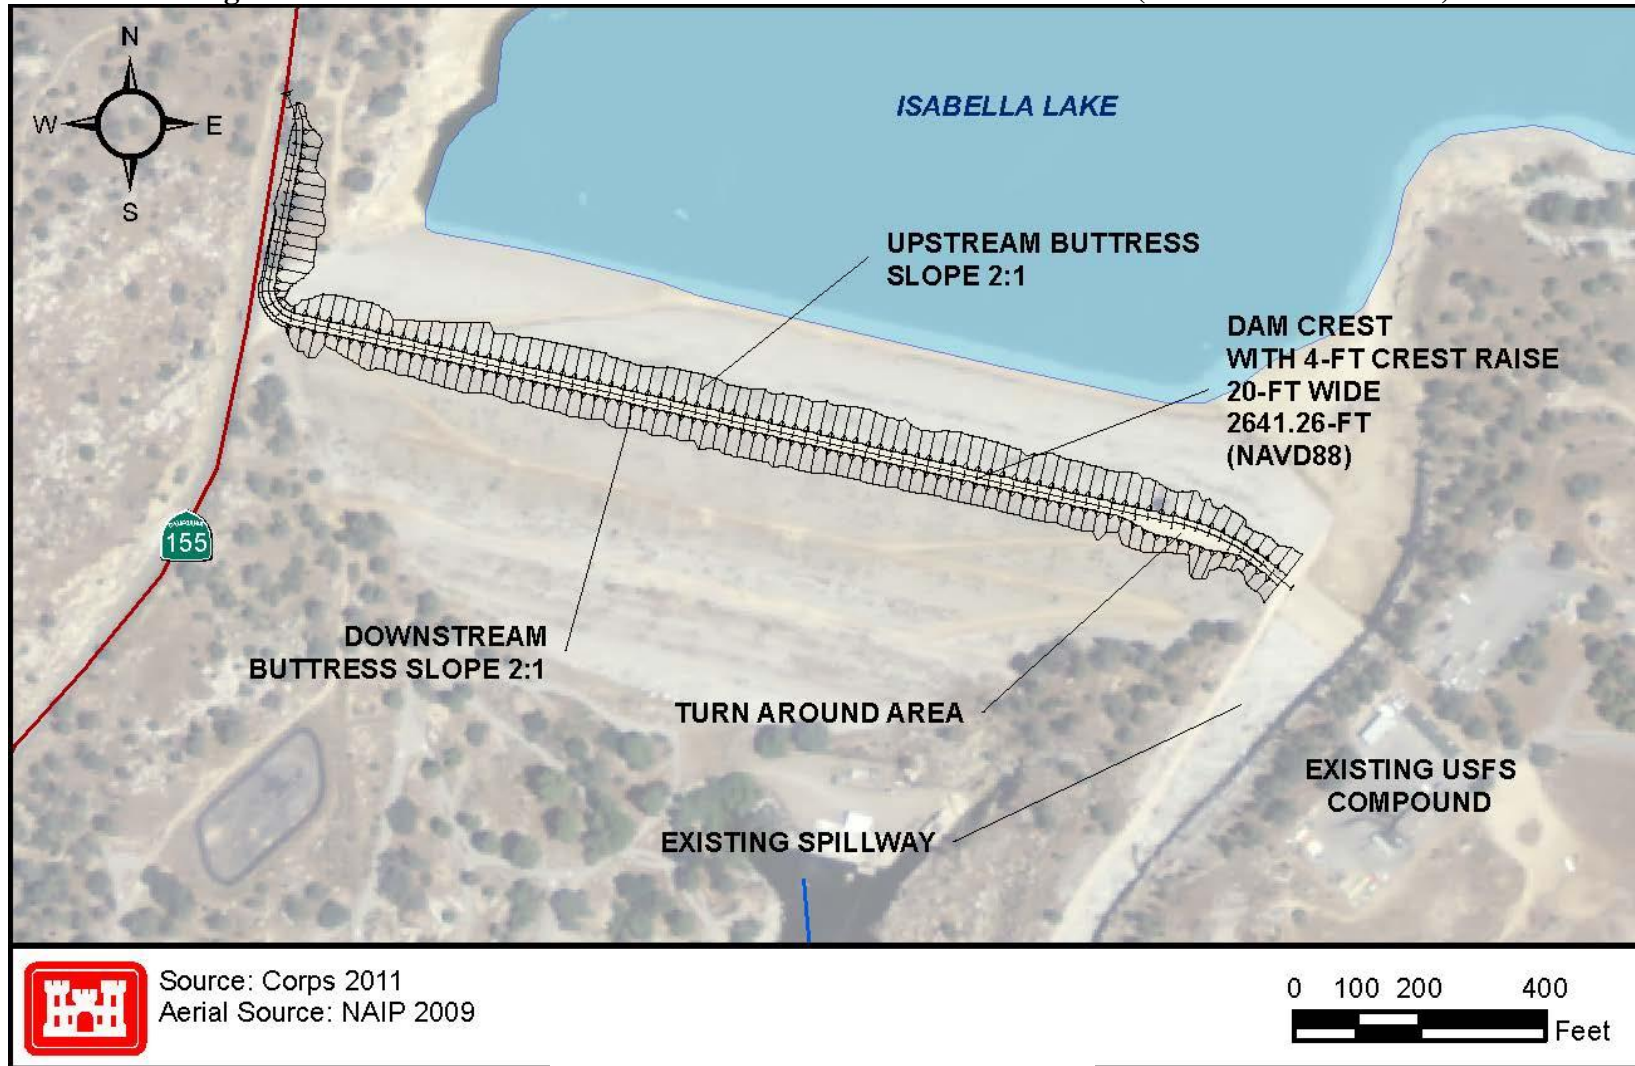 N
W
E
S
ISABELLA LAKE
UPSTREAM BUTTRESS
SLOPE 2:1
DAM CREST
WITH 4-FT CREST RAISE
20-FT WIDE
2641.26-FT
(NAVD88)
155
DOWNSTREAM
BUTTRESS SLOPE 2:1
TURN AROUND AREA
EXISTING USFS
COMPOUND
EXISTING SPILLWAY
Source: Corps 2011
Aerial Source: NAIP 2009
0 100 200 400
Feet